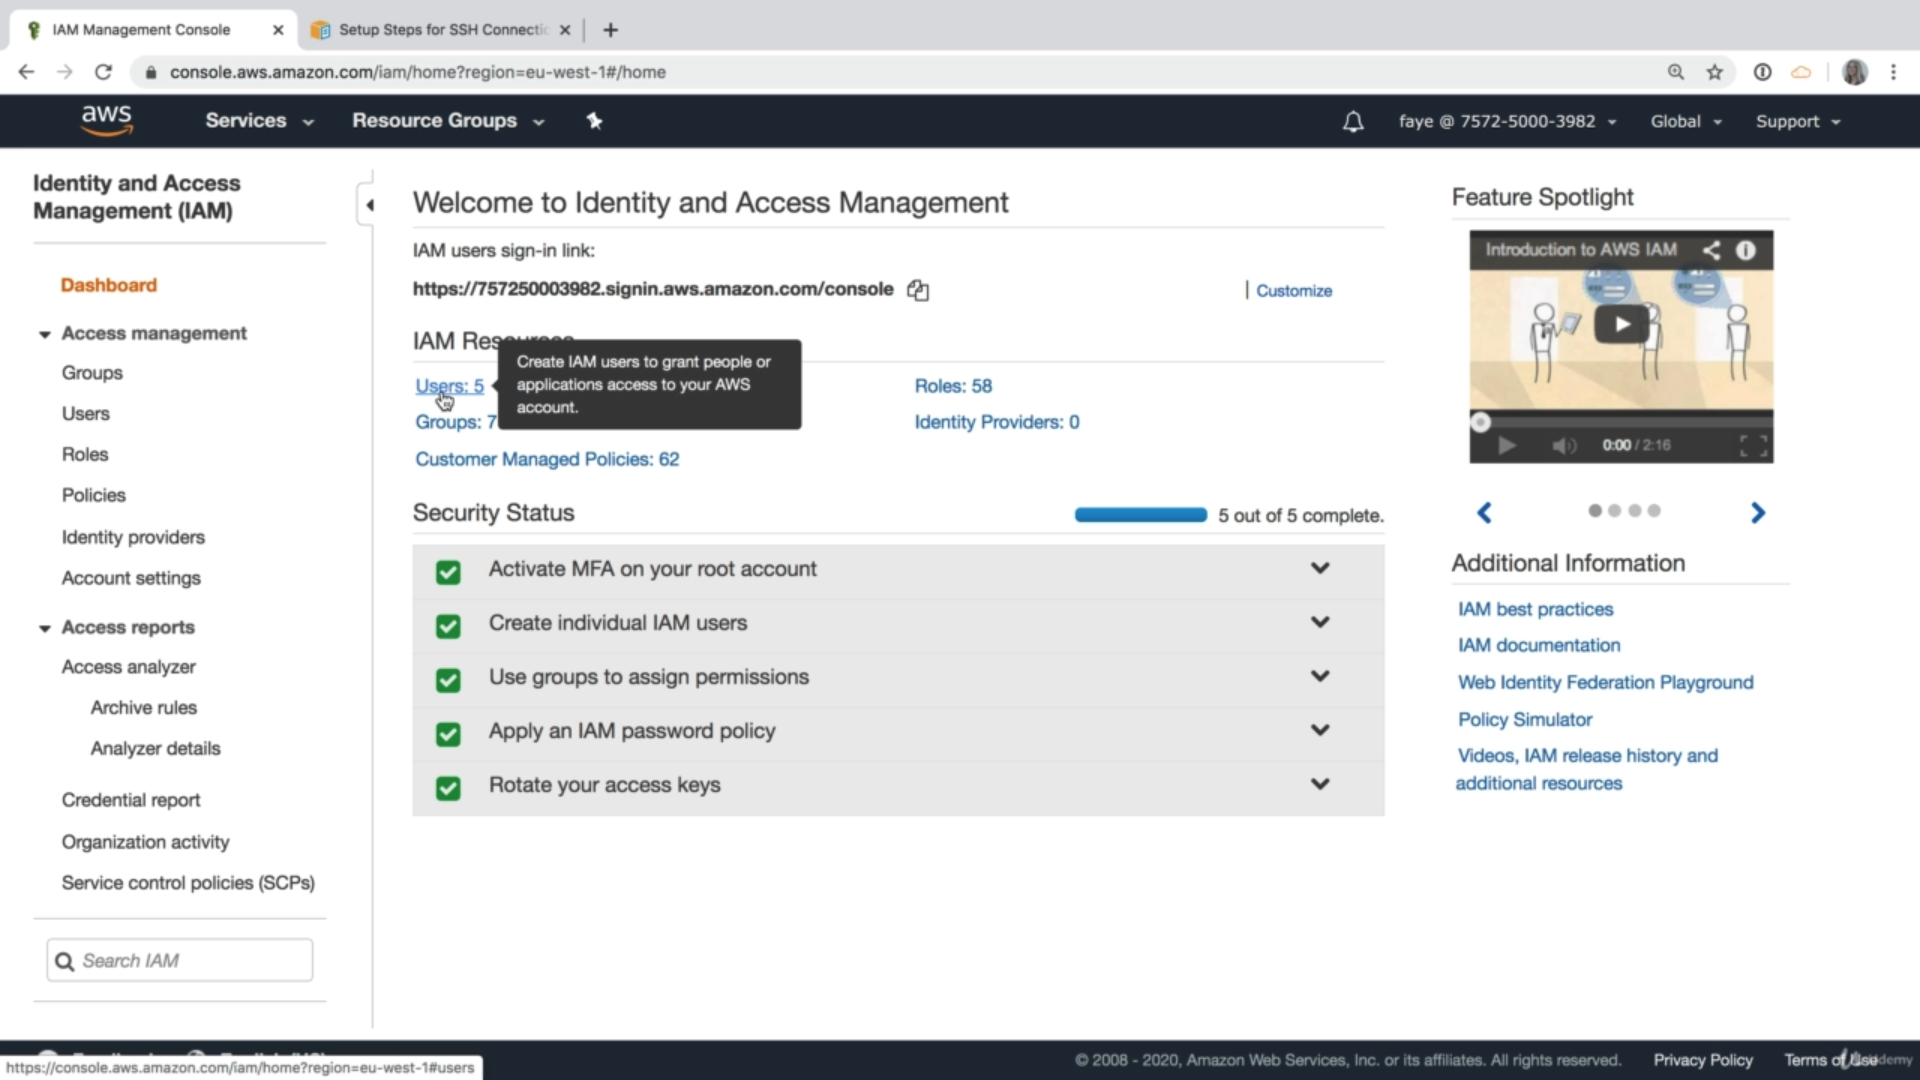 IAM Management Console
Setup Steps for SSH Connectio
console.aws.amazon.com/iam/home?region=eu-west-1#/home
aws
Services
Resource Groups
faye @ 7572-5000-3982
Global
Support
Identity and Access
Management (IAM)
Dashboard
Access management
Groups
Users
Roles
Policies
Identity providers
Account settings
Access reports
Access analyzer
Archive rules
Analyzer details
Credential report
Organization activity
Service control policies (SCPs)
Search IAM
Welcome to Identity and Access Management
IAM users sign-in link:
https://757250003982.signin.aws.amazon.com/console
Customize
IAM Resources
Create IAM users to grant people or
applications access to your AWS
account.
Users: 5
Roles: 58
Groups: 7
Identity Providers: 0
Customer Managed Policies: 62
Security Status
5 out of 5 complete.
Activate MFA on your root account
Create individual IAM users
Use groups to assign permissions
Apply an IAM password policy
Rotate your access keys
Feature Spotlight
Introduction to AWS IAM
0:00 / 2:16
Additional Information
IAM best practices
IAM documentation
Web Identity Federation Playground
Policy Simulator
Videos, IAM release history and
additional resources
https://console.aws.amazon.com/iam/home?region=eu-west-1#users
© 2008 - 2020, Amazon Web Services, Inc. or its affiliates. All rights reserved.
Privacy Policy
Terms of Use